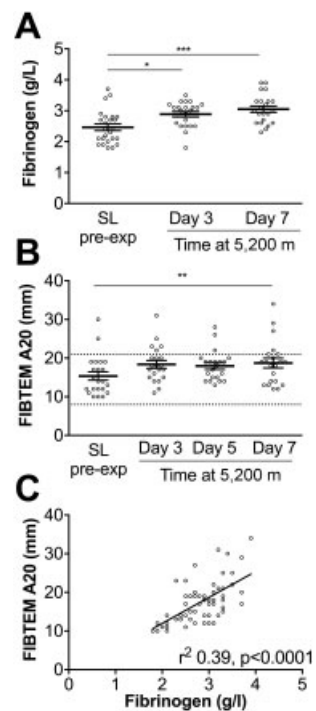 A
***
*
Fibrinogen (g/L)
5
4
3
2
1
0
SL
pre-exp
Day 3
Day 7
Time at 5,200 m
B
**
FIBTEM A20 (mm)
40
30
20
10
0
SL
pre-exp
Day 3
Day 5
Day 7
Time at 5,200 m
C
FIBTEM A20 (mm)
40
30
20
10
0
r² 0.39, p<0.0001
0
1
2
3
4
5
Fibrinogen (g/l)